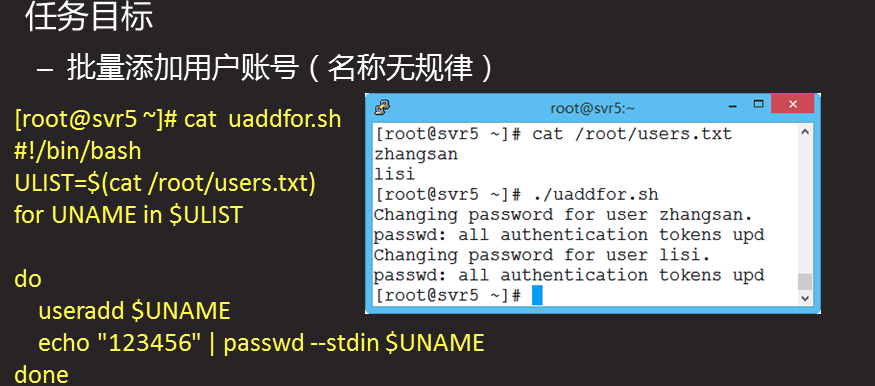 任务目标
– 批量添加用户账号（名称无规律）
[root@svr5 ~]# cat  uaddfor.sh
#!/bin/bash
ULIST=$(cat /root/users.txt)
for UNAME in $ULIST
do
    useradd $UNAME
    echo "123456" | passwd --stdin $UNAME
done
root@svr5:~
[root@svr5 ~]# cat /root/users.txt
zhangsan
lisi
[root@svr5 ~]# ./uaddfor.sh
Changing password for user zhangsan.
passwd: all authentication tokens upd
Changing password for user lisi.
passwd: all authentication tokens upd
[root@svr5 ~]#